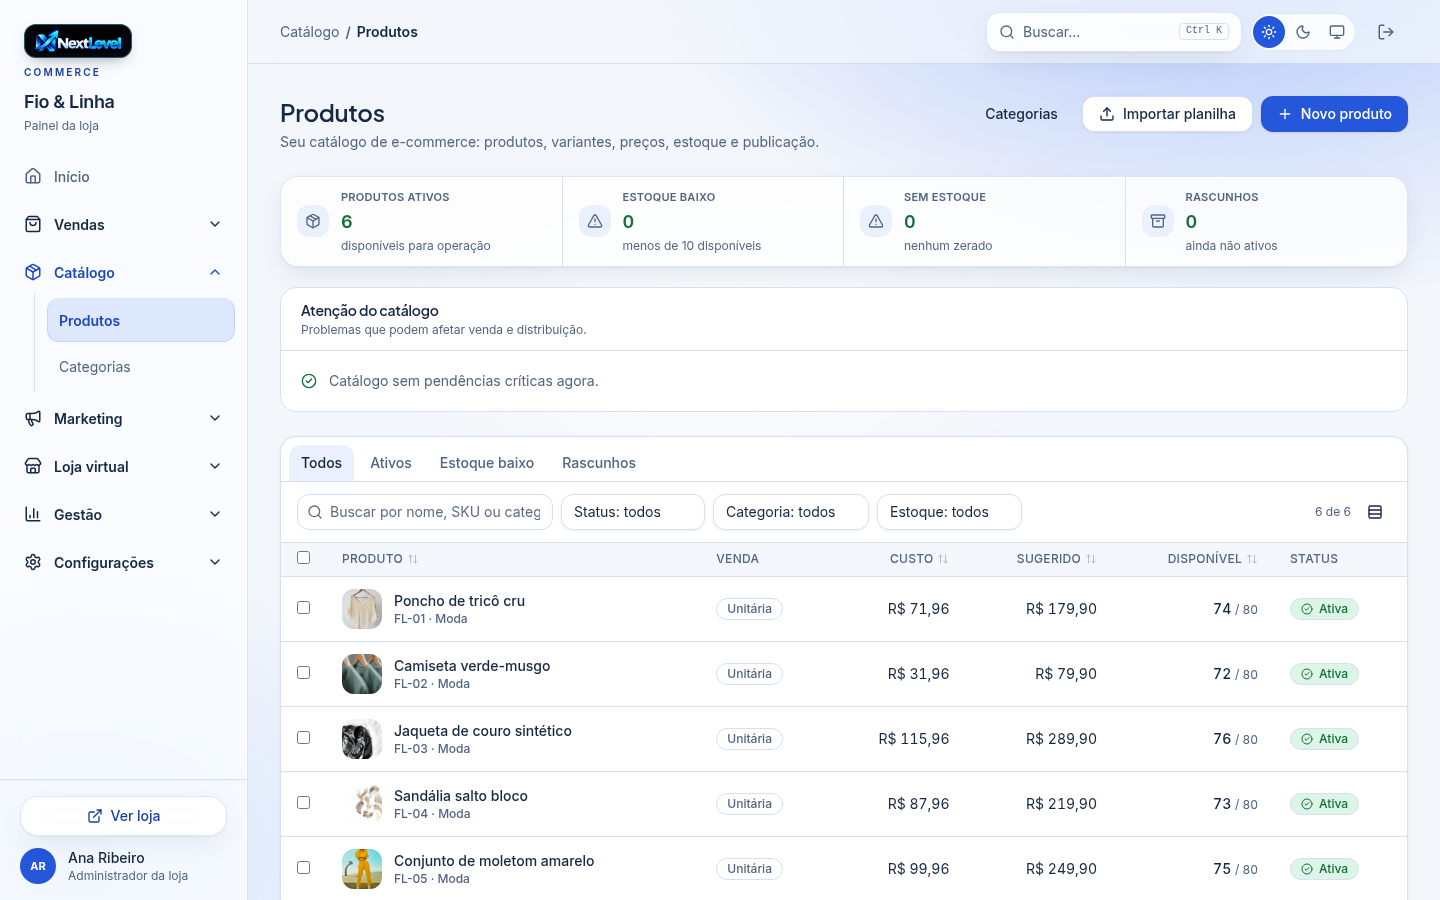 NextLevel
COMMERCE
Fio & Linha
Painel da loja
Início
Vendas
Catálogo
Produtos
Categorias
Marketing
Loja virtual
Gestão
Configurações
Ver loja
AR
Ana Ribeiro
Administrador da loja
Catálogo / Produtos
Buscar...
Ctrl K
Produtos
Seu catálogo de e-commerce: produtos, variantes, preços, estoque e publicação.
Categorias
Importar planilha
Novo produto
PRODUTOS ATIVOS
6
disponíveis para operação
ESTOQUE BAIXO
0
menos de 10 disponíveis
SEM ESTOQUE
0
nenhum zerado
RASCUNHOS
0
ainda não ativos
Atenção do catálogo
Problemas que podem afetar venda e distribuição.
Catálogo sem pendências críticas agora.
Todos Ativos Estoque baixo Rascunhos
Buscar por nome, SKU ou categ
Status: todos
Categoria: todos
Estoque: todos
6 de 6
PRODUTO VENDA CUSTO SUGERIDO DISPONÍVEL STATUS
Poncho de tricô cru
FL-01 · Moda
Unitária R$ 71,96 R$ 179,90 74 / 80 Ativa
Camiseta verde-musgo
FL-02 · Moda
Unitária R$ 31,96 R$ 79,90 72 / 80 Ativa
Jaqueta de couro sintético
FL-03 · Moda
Unitária R$ 115,96 R$ 289,90 76 / 80 Ativa
Sandália salto bloco
FL-04 · Moda
Unitária R$ 87,96 R$ 219,90 73 / 80 Ativa
Conjunto de moletom amarelo
FL-05 · Moda
Unitária R$ 99,96 R$ 249,90 75 / 80 Ativa